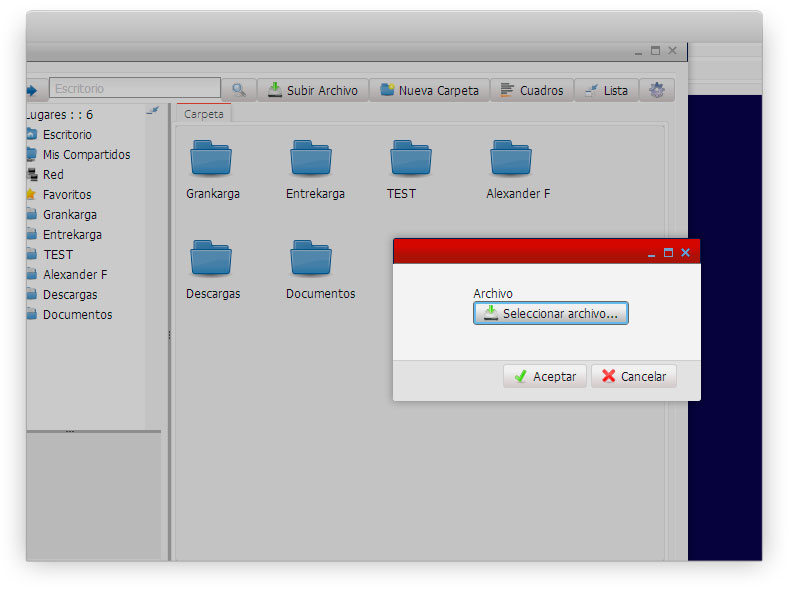 Escritorio
Subir Archivo
Nueva Carpeta
Cuadros
Lista
Lugares : : 6
Escritorio
Mis Compartidos
Red
Favoritos
Grankarga
Entrekarga
TEST
Alexander F
Descargas
Documentos
Carpeta
Grankarga
Entrekarga
TEST
Alexander F
Descargas
Documentos
Archivo
Seleccionar archivo...
Aceptar
Cancelar